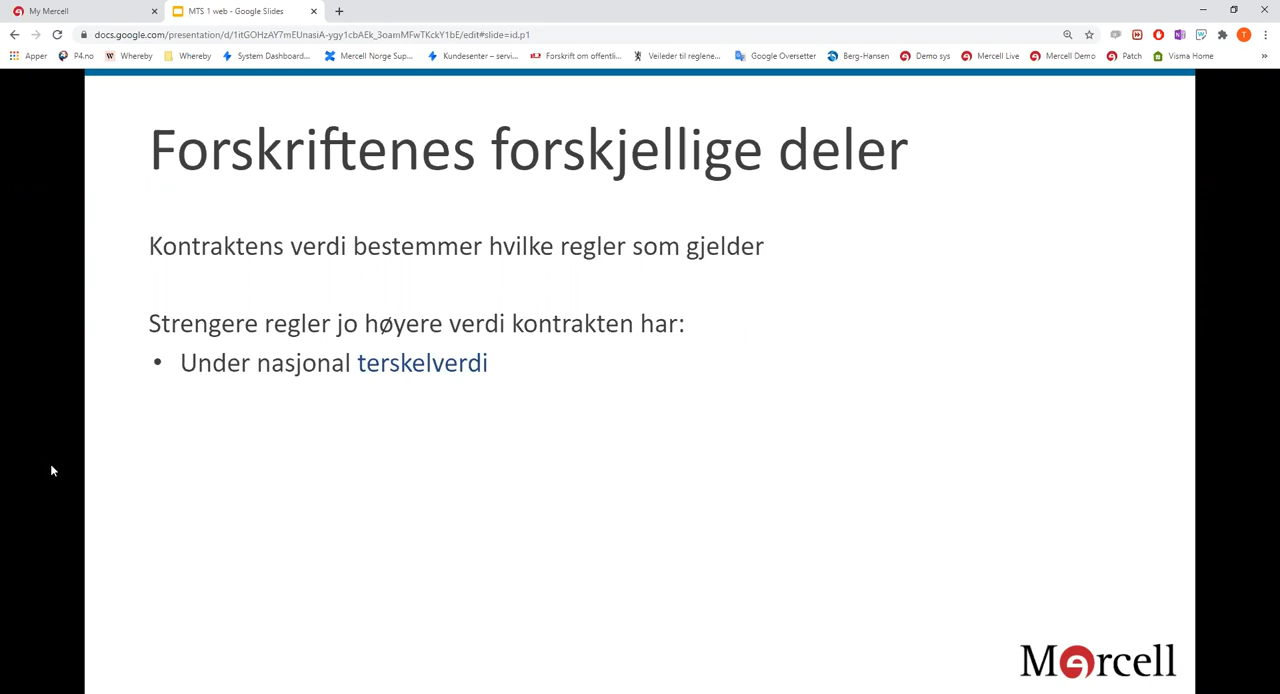 My Mercell
MTS 1 web - Google Slides
docs.google.com/presentation/d/1itGOHzAY7mEUnasiA-ygy1cbAEk_3oamMFwTKckY1bE/edit#slide=id.p1
T
Apper
P4.no
Whereby
Whereby
System Dashboard...
Mercell Norge Sup...
Kundesenter – servi...
Forskrift om offentli...
Veileder til reglene...
Google Oversetter
Berg-Hansen
Demo sys
Mercell Live
Mercell Demo
Patch
Visma Home
»
Forskriftenes forskjellige deler
Kontraktens verdi bestemmer hvilke regler som gjelder
Strengere regler jo høyere verdi kontrakten har:
• Under nasjonal terskelverdi
Mercell